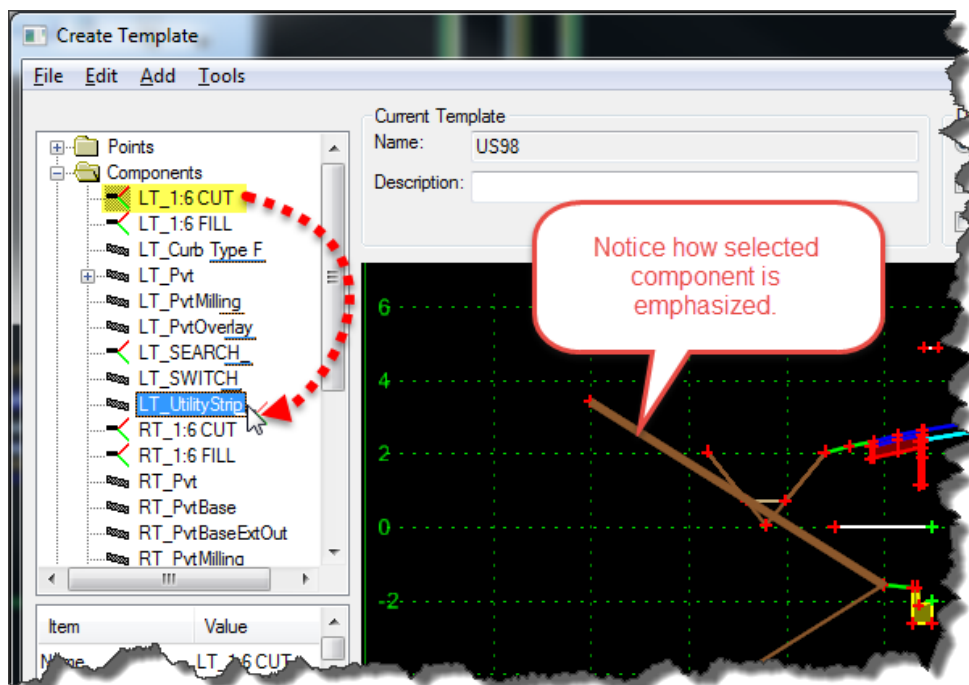 Create Template
File Edit Add Tools
Points
Components
LT_1:6 CUT
LT_1:6 FILL
LT_Curb Type F
LT_Pvt
LT_PvtMilling
LT_PvtOverlay
LT_SEARCH_
LT_SWITCH
LT_UtilityStrip
RT_1:6 CUT
RT_1:6 FILL
RT_Pvt
RT_PvtBase
RT_PvtBaseExtOut
RT_PvtMilling
Item Value
Name LT_1:6 CUT
Current Template
Name: US98
Description:
Notice how selected
component is
emphasized.
6
4
2
0
-2